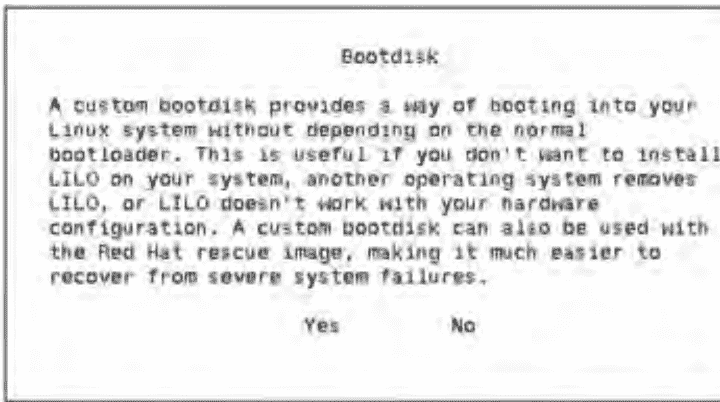 Bootdisk
A custom bootdisk provides a way of booting into your
Linux system without depending on the normal
bootloader. This is useful if you don't want to install
LILO on your system, another operating system removes
LILO, or LILO doesn't work with your hardware
configuration. A custom bootdisk can also be used with
the Red Hat rescue image, making it much easier to
recover from severe system failures.
Yes No